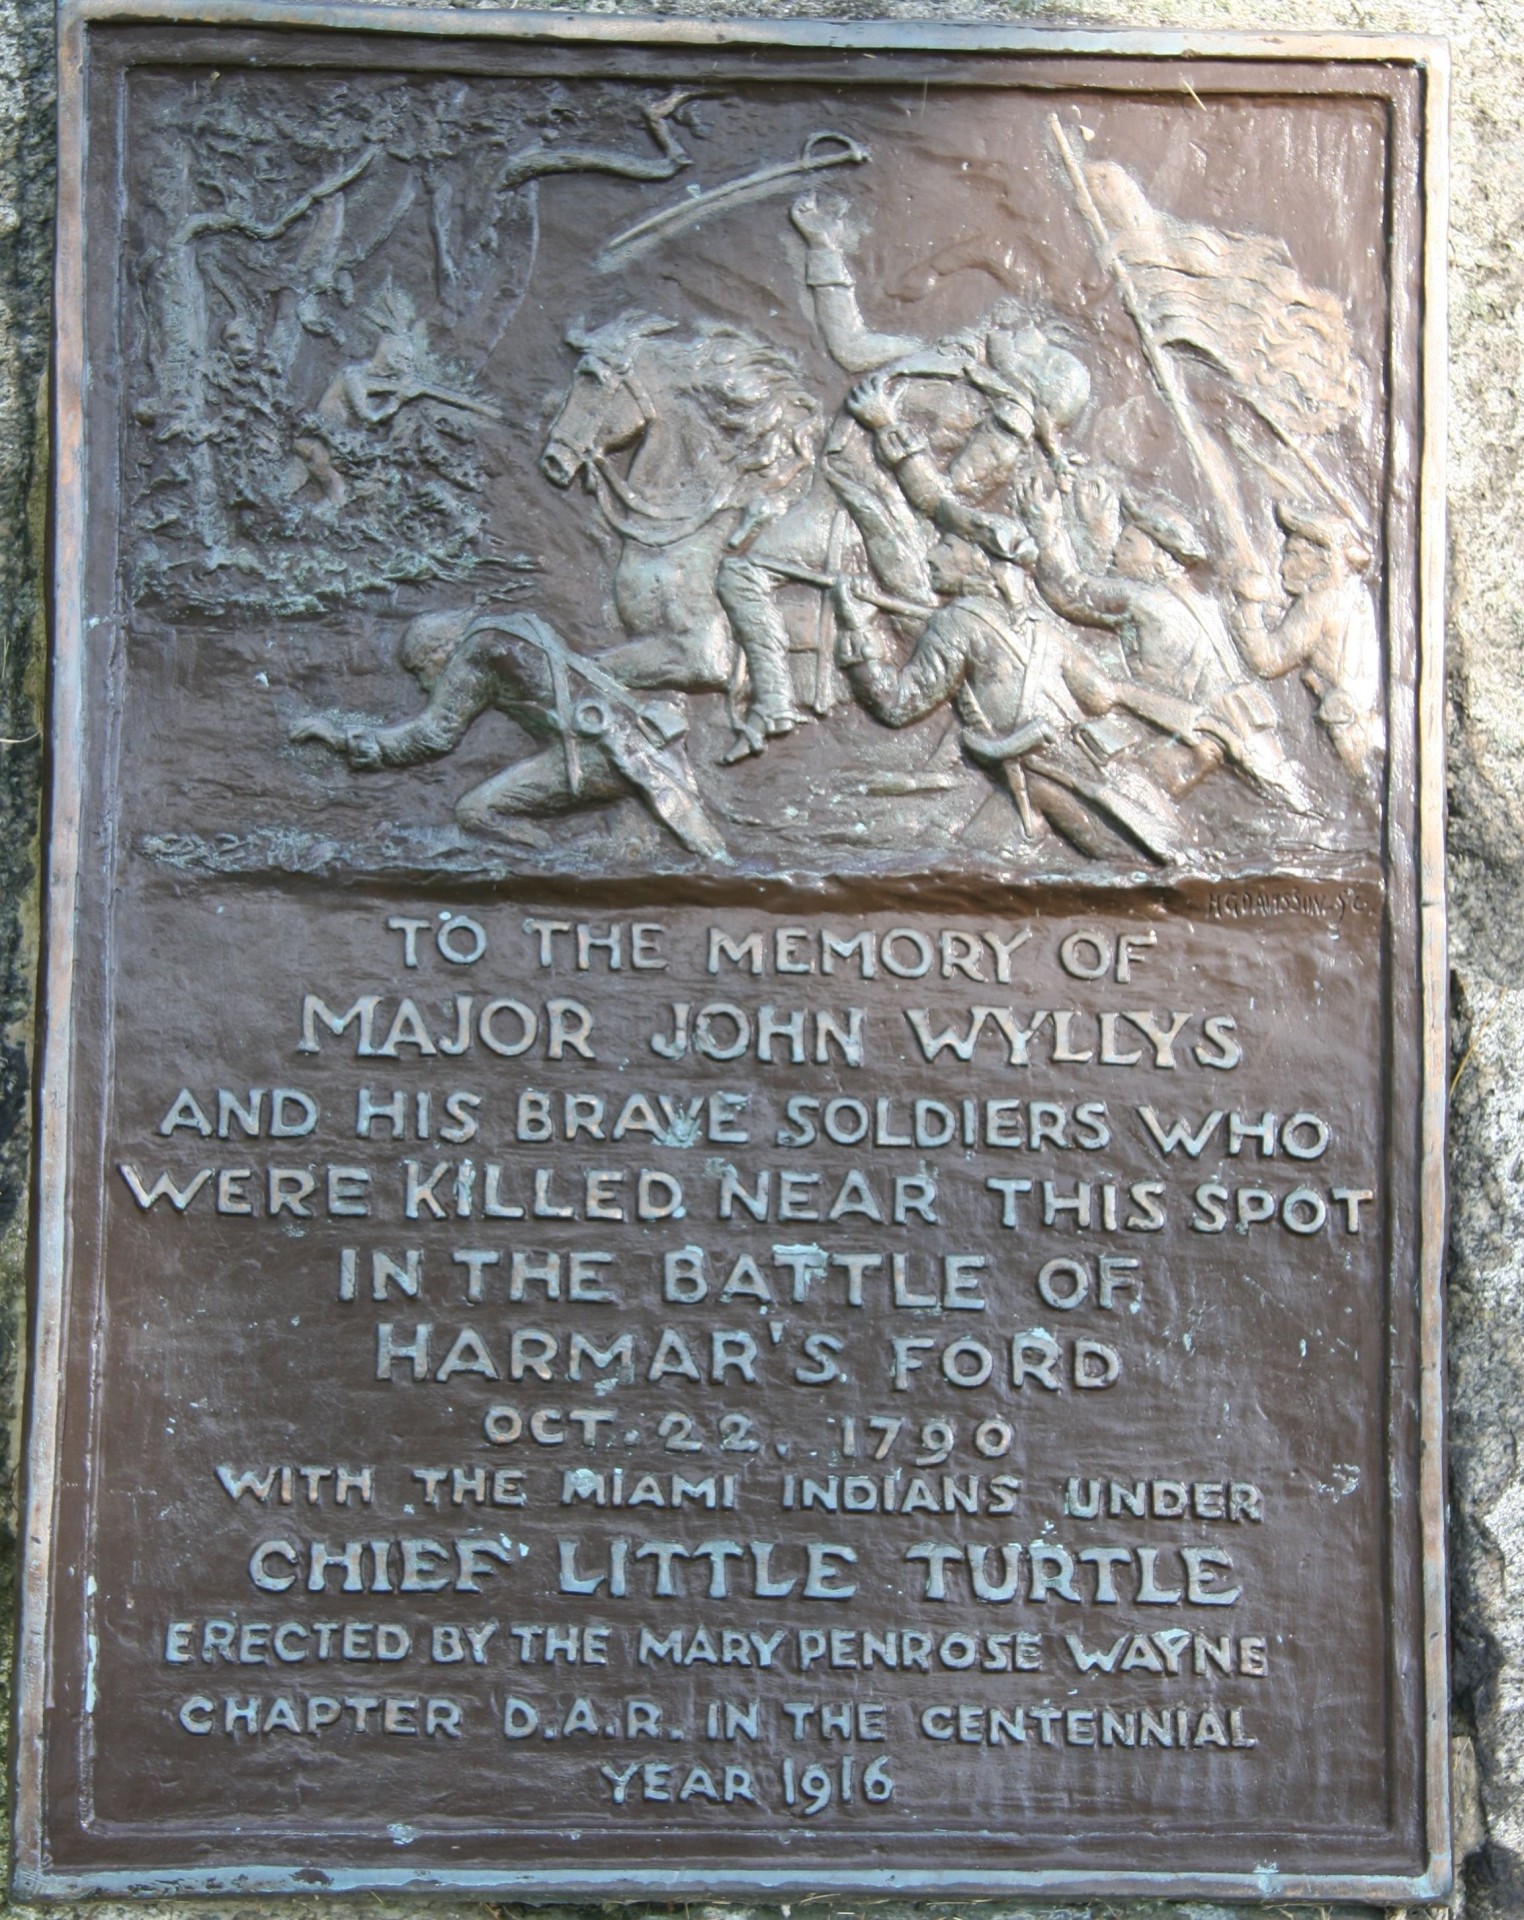 H.G. DAVISSON. SC.
TO THE MEMORY OF
MAJOR JOHN WYLLYS
AND HIS BRAVE SOLDIERS WHO
WERE KILLED NEAR THIS SPOT
IN THE BATTLE OF
HARMAR'S FORD
OCT. 22. 1790
WITH THE MIAMI INDIANS UNDER
CHIEF LITTLE TURTLE
ERECTED BY THE MARY PENROSE WAYNE
CHAPTER D.A.R. IN THE CENTENNIAL
YEAR 1916